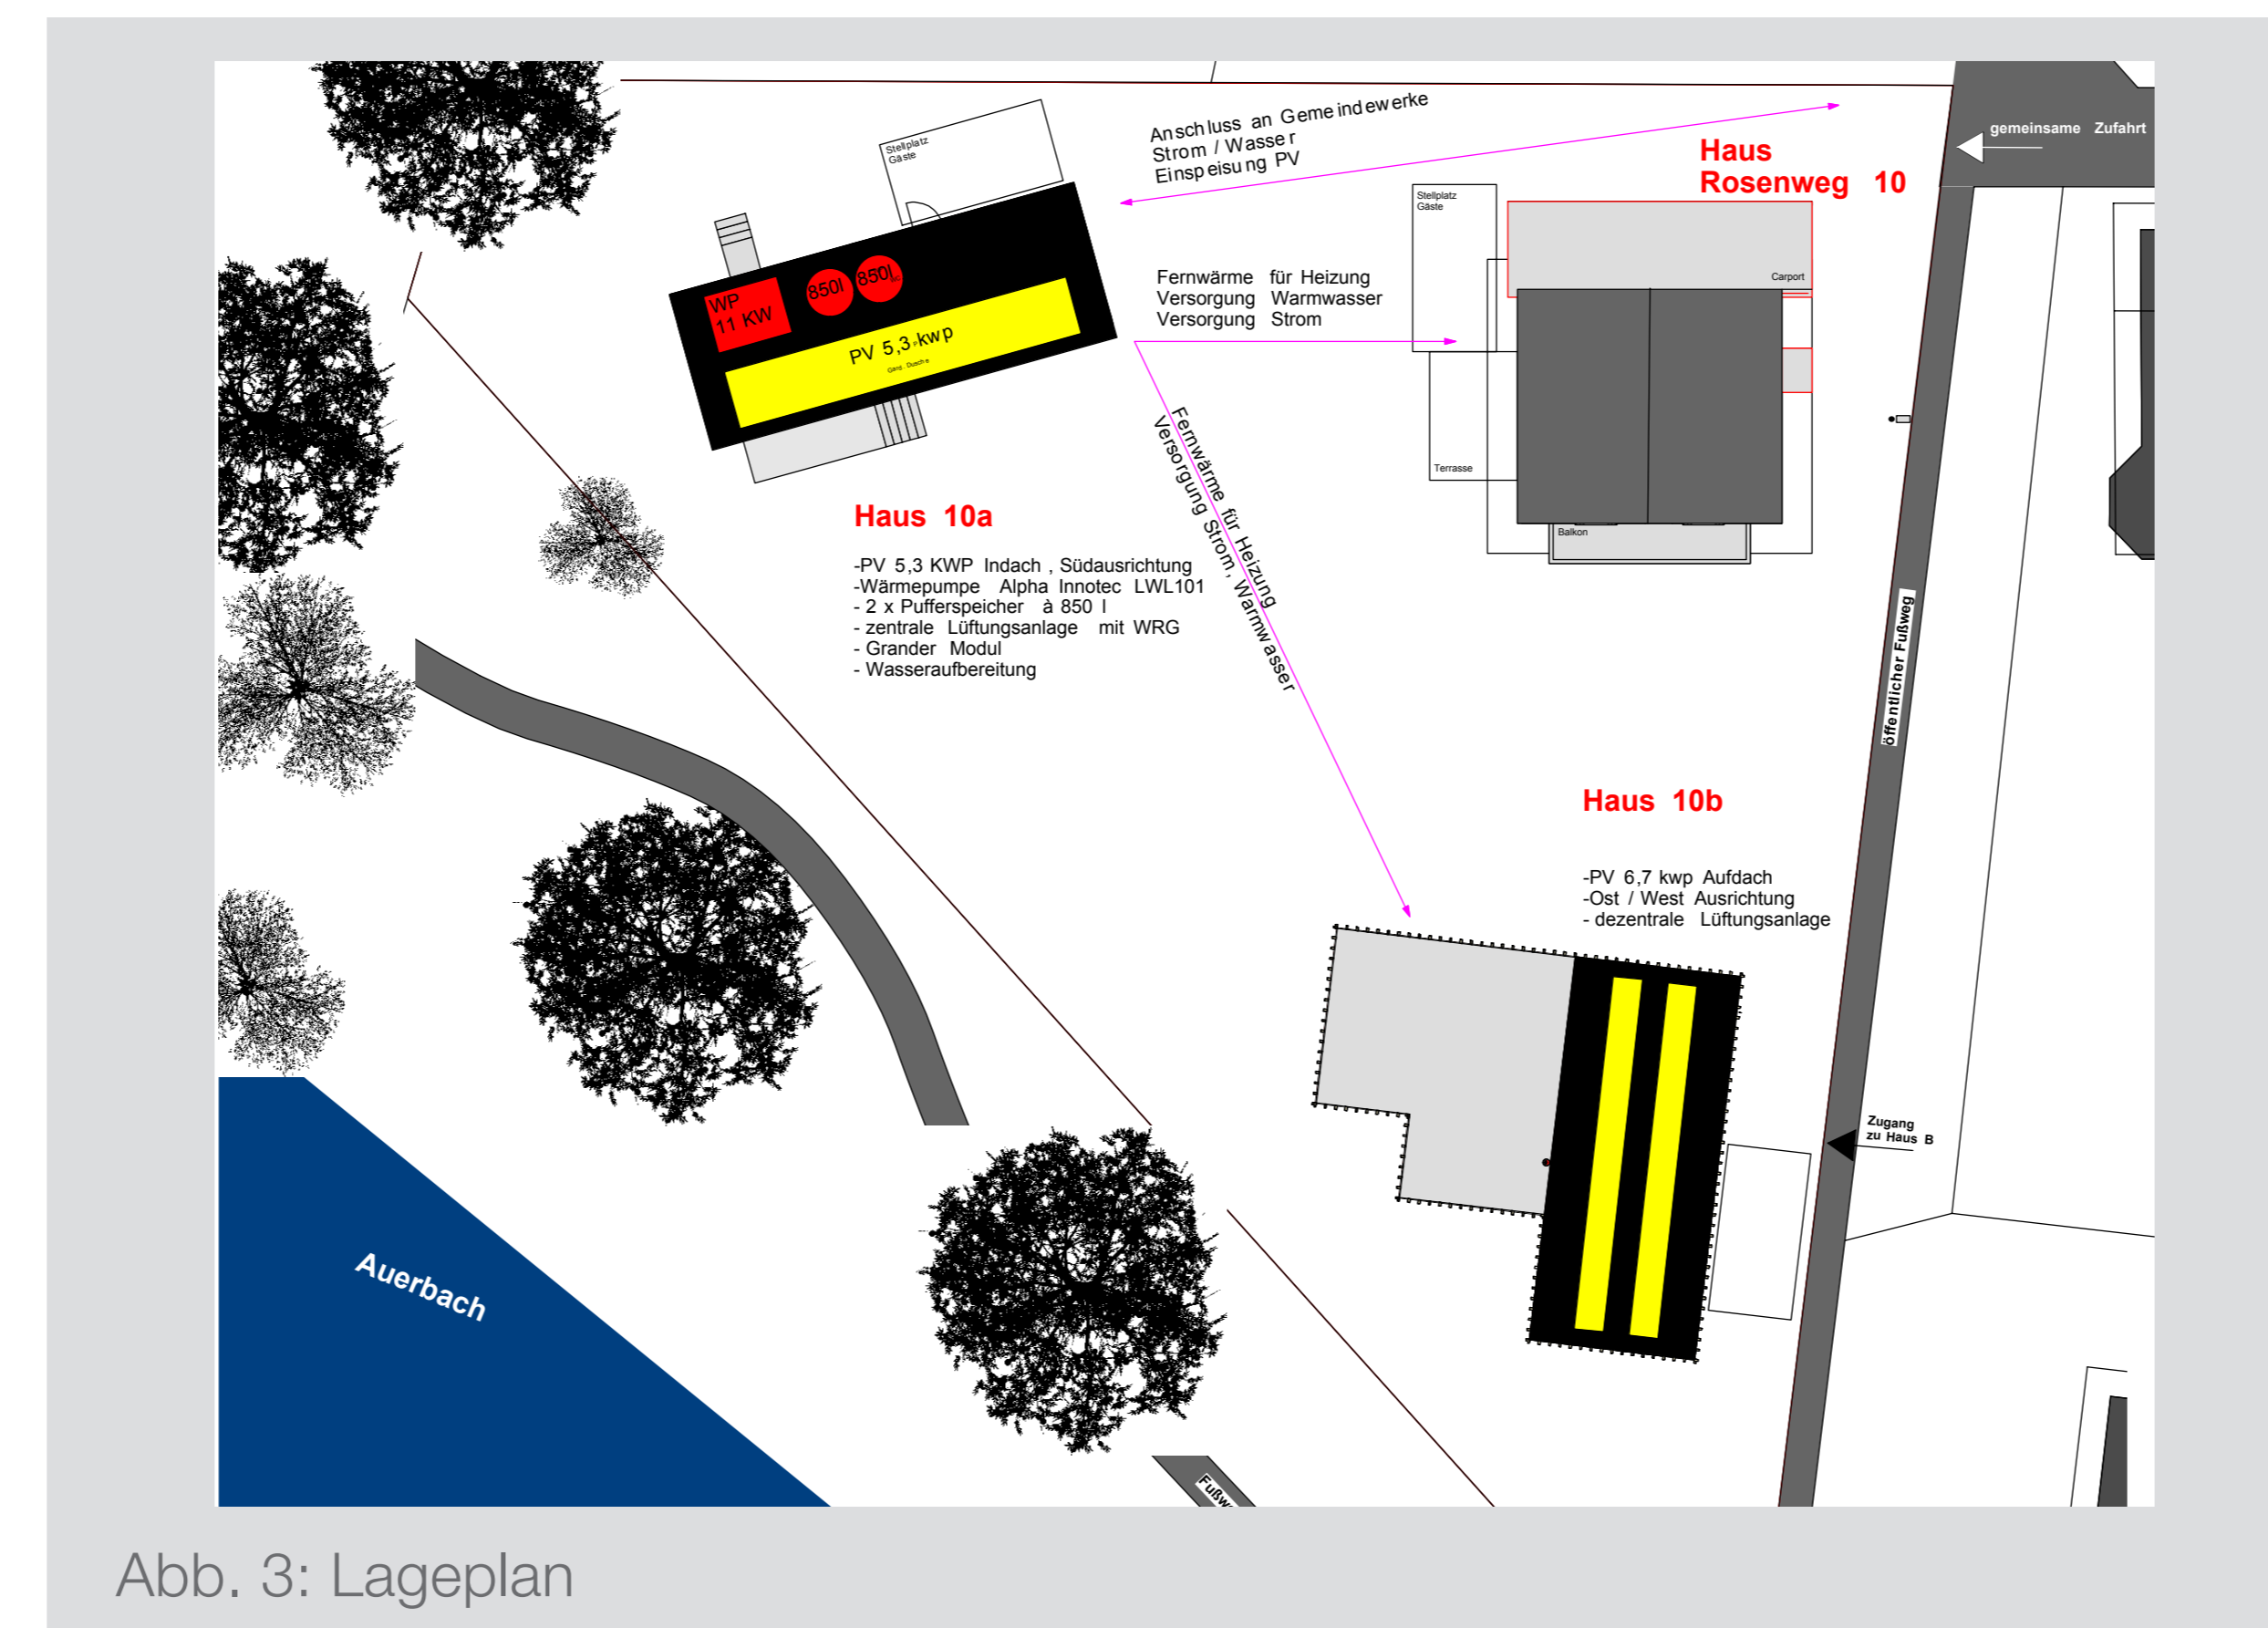 Stellplatz
Gäste
Anschluss an Gemeindewerke
Strom / Wasser
Einspeisung PV
gemeinsame Zufahrt
Haus
Rosenweg 10
Stellplatz
Gäste
Carport
Fernwärme für Heizung
Versorgung Warmwasser
Versorgung Strom
WP
11 KW
850l
850l
PV 5,3 kwp
Gard. Dusche
Terrasse
Balkon
Fernwärme für Heizung
Versorgung Strom, Warmwasser
Haus 10a
-PV 5,3 KWP Indach , Südausrichtung
-Wärmepumpe Alpha Innotec LWL101
- 2 x Pufferspeicher à 850 l
- zentrale Lüftungsanlage mit WRG
- Grander Modul
- Wasseraufbereitung
öffentlicher Fußweg
Haus 10b
-PV 6,7 kwp Aufdach
-Ost / West Ausrichtung
- dezentrale Lüftungsanlage
Zugang
zu Haus B
Auerbach
Abb. 3: Lageplan